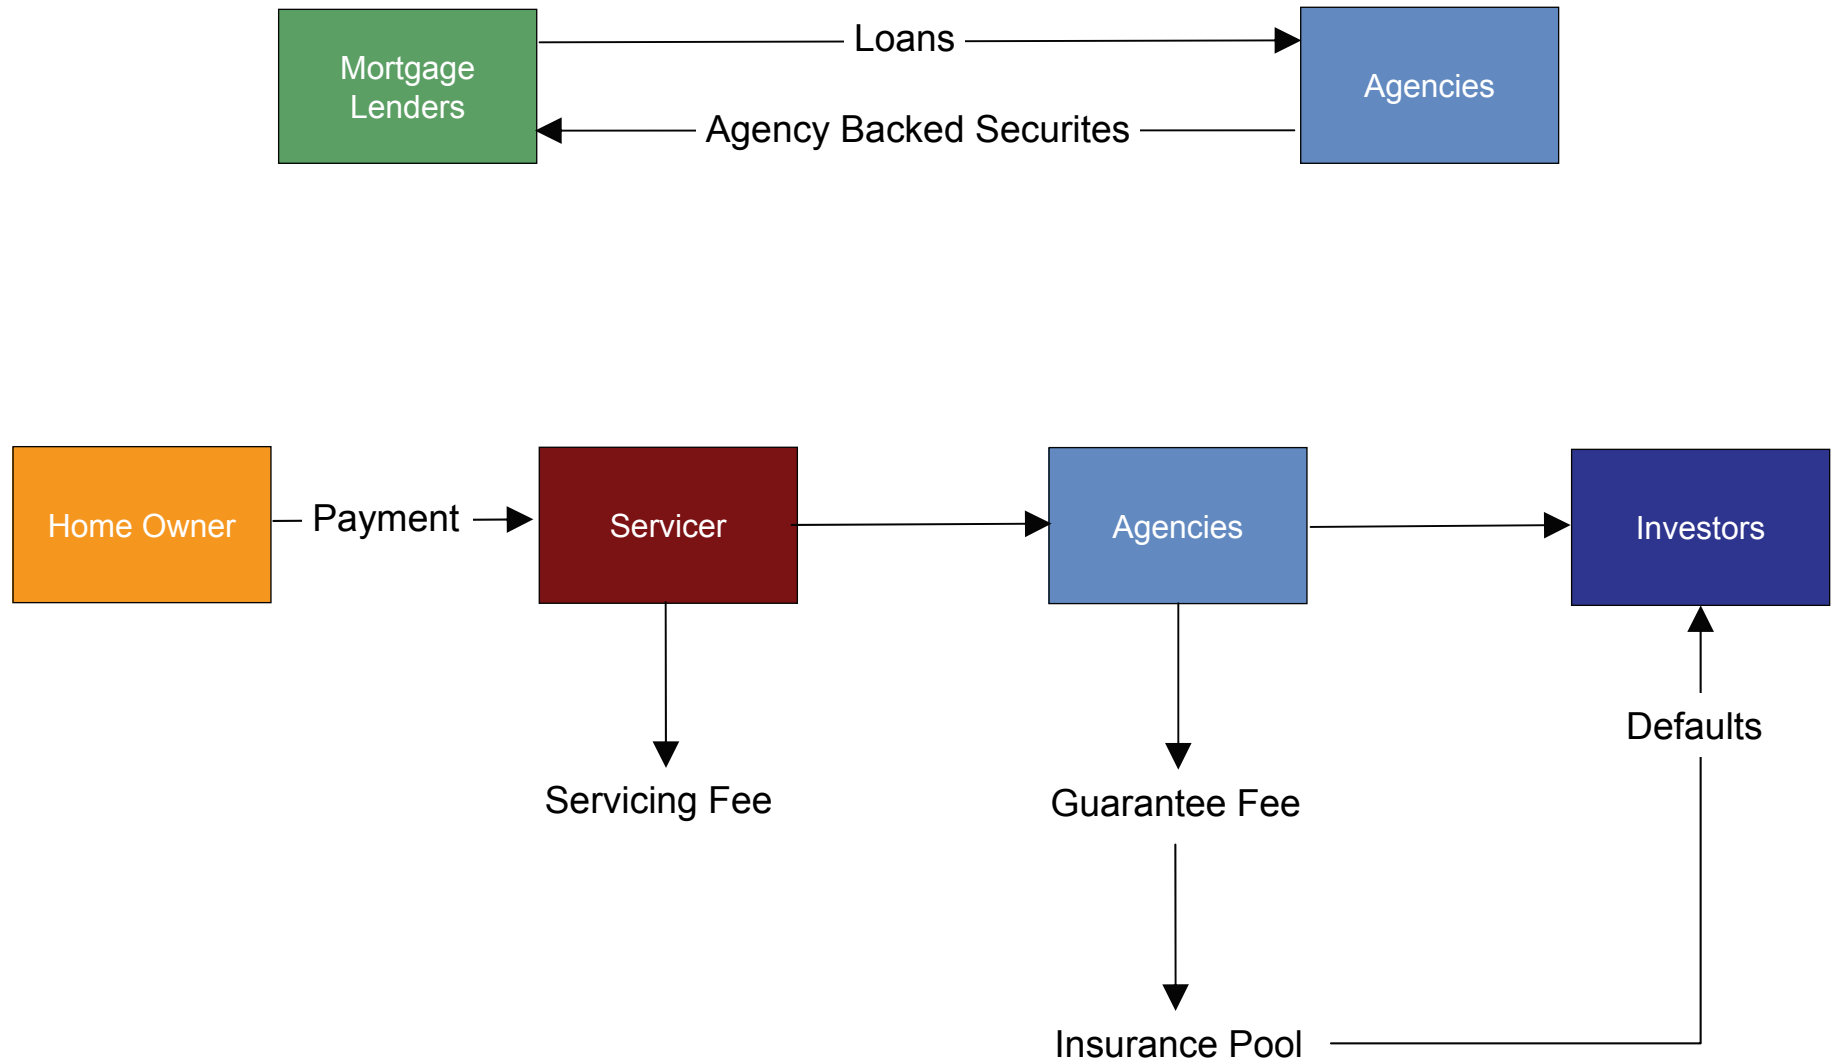 Loans
Mortgage
Lenders
Agencies
Agency Backed Securites
Home Owner
Payment
Servicer
Agencies
Investors
Defaults
Servicing Fee
Guarantee Fee
Insurance Pool